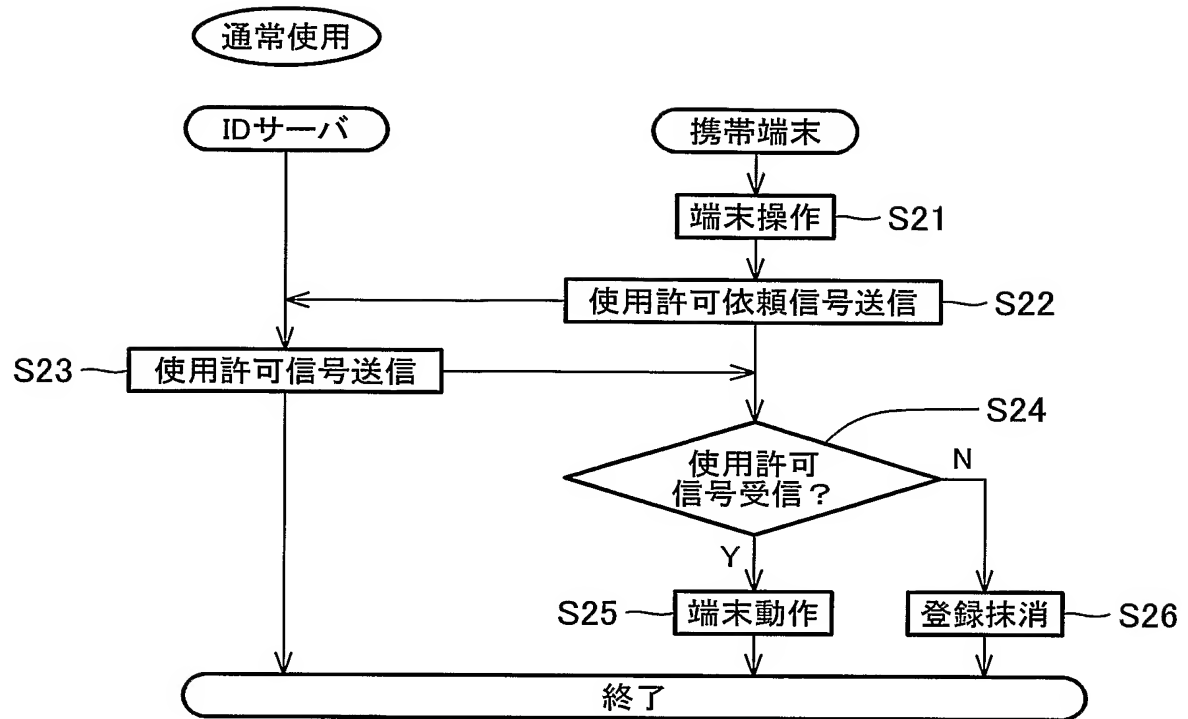 通常使用
IDサーバ
携帯端末
端末操作
S21
使用許可依頼信号送信
S22
S23
使用許可信号送信
S24
使用許可
信号受信？
N
Y
S25
端末動作
登録抹消
S26
終了